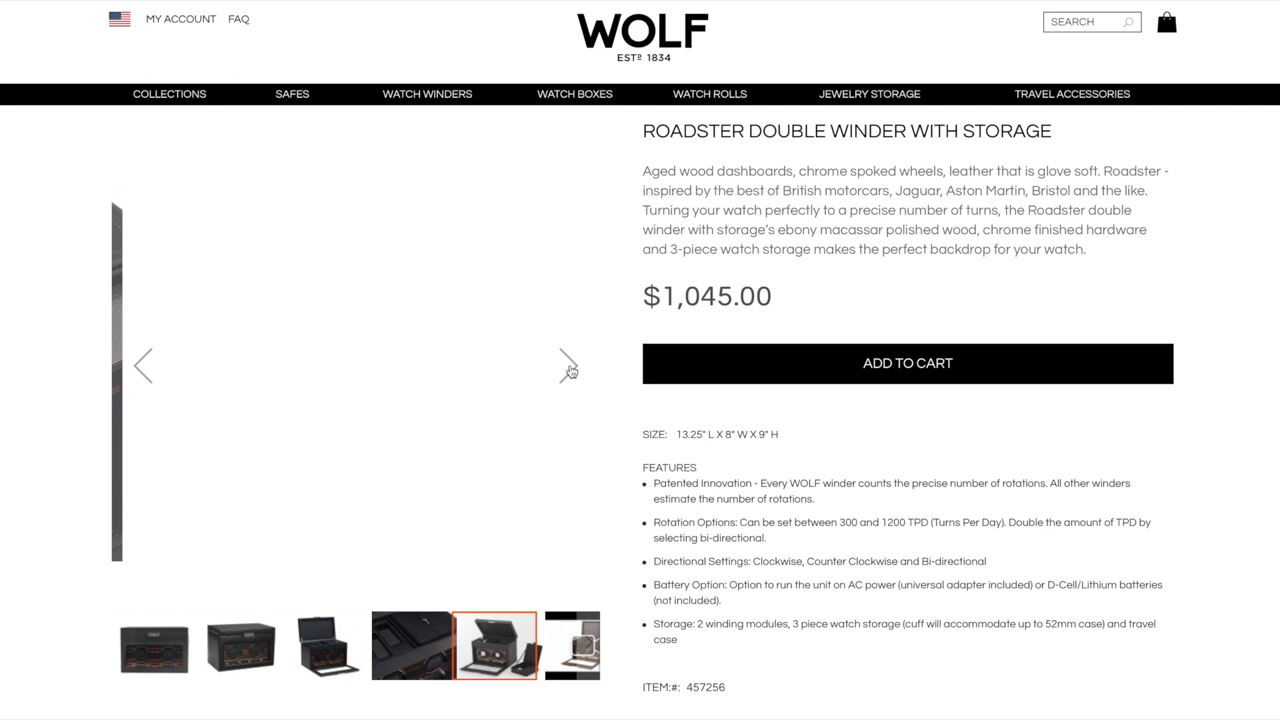 MY ACCOUNT FAQ
WOLF
ESTD 1834
SEARCH
COLLECTIONS SAFES WATCH WINDERS WATCH BOXES WATCH ROLLS JEWELRY STORAGE TRAVEL ACCESSORIES
ROADSTER DOUBLE WINDER WITH STORAGE
Aged wood dashboards, chrome spoked wheels, leather that is glove soft. Roadster -
inspired by the best of British motorcars, Jaguar, Aston Martin, Bristol and the like.
Turning your watch perfectly to a precise number of turns, the Roadster double
winder with storage's ebony macassar polished wood, chrome finished hardware
and 3-piece watch storage makes the perfect backdrop for your watch.
$1,045.00
ADD TO CART
SIZE: 13.25" L X 8" W X 9" H
FEATURES
• Patented Innovation - Every WOLF winder counts the precise number of rotations. All other winders
estimate the number of rotations.
• Rotation Options: Can be set between 300 and 1200 TPD (Turns Per Day). Double the amount of TPD by
selecting bi-directional.
• Directional Settings: Clockwise, Counter Clockwise and Bi-directional
• Battery Option: Option to run the unit on AC power (universal adapter included) or D-Cell/Lithium batteries
(not included).
• Storage: 2 winding modules, 3 piece watch storage (cuff will accommodate up to 52mm case) and travel
case
ITEM:#: 457256